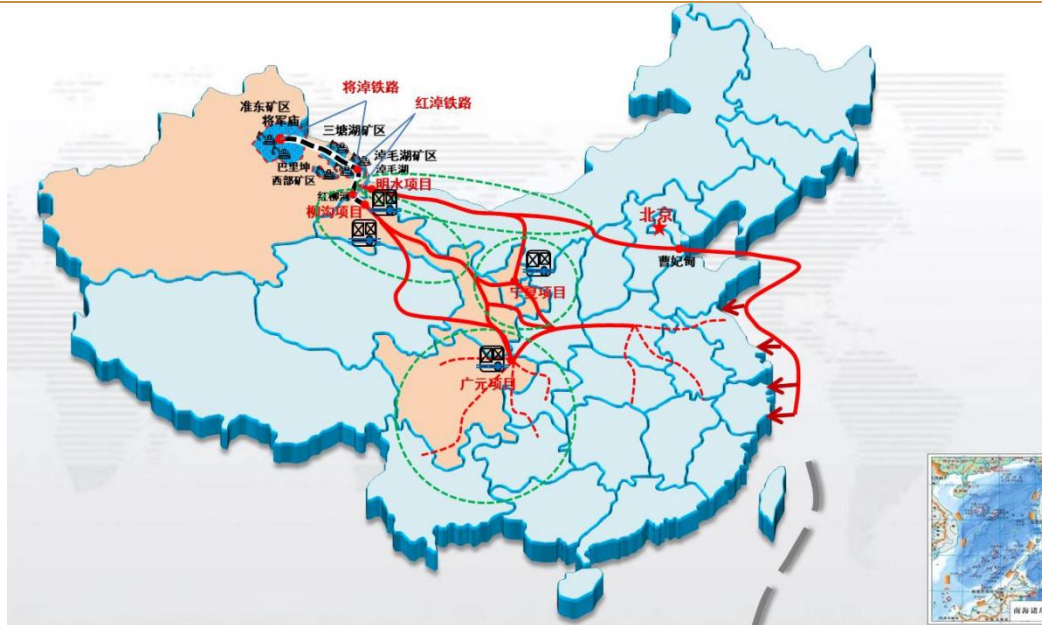 将淖铁路
准东矿区
将军庙
红淖铁路
三塘湖矿区
淖毛湖矿区
淖毛湖
巴里坤
西部矿区
明水项目
红柳河
柳沟项目
北京
曹妃甸
宁夏项目
广元项目